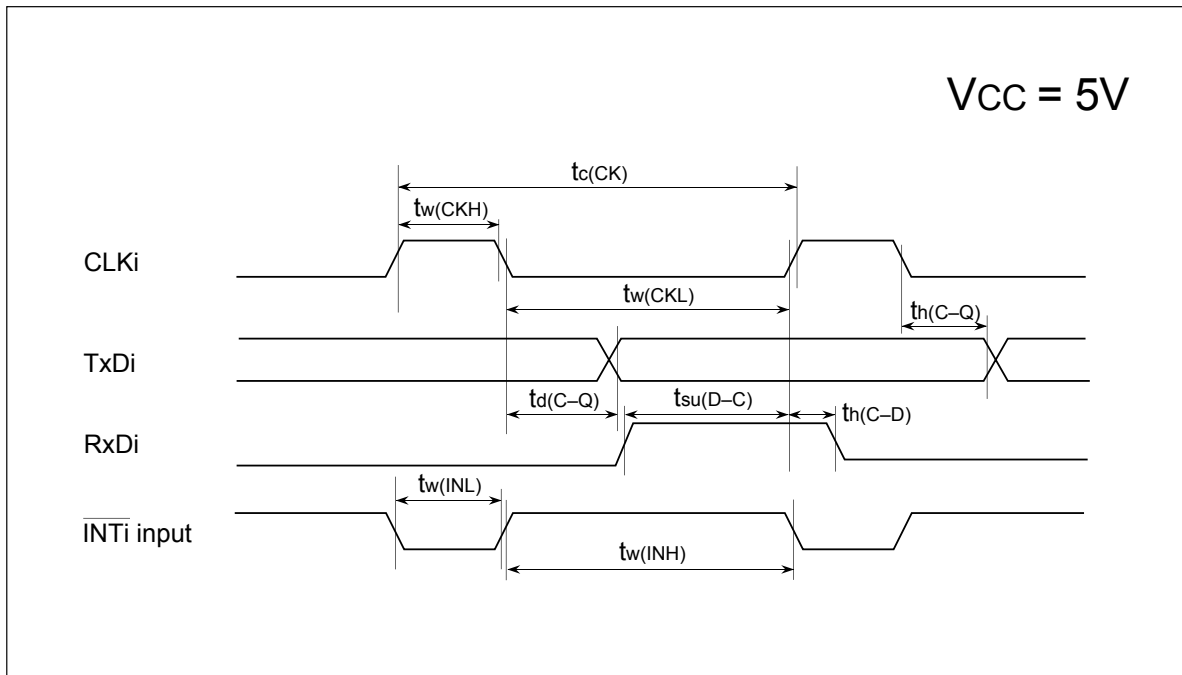 VCC = 5V
tc(CK)
tw(CKH)
CLKi
tw(CKL)
th(C–Q)
TxDi
td(C–Q)
tsu(D–C)
th(C–D)
RxDi
tw(INL)
INTi input
tw(INH)